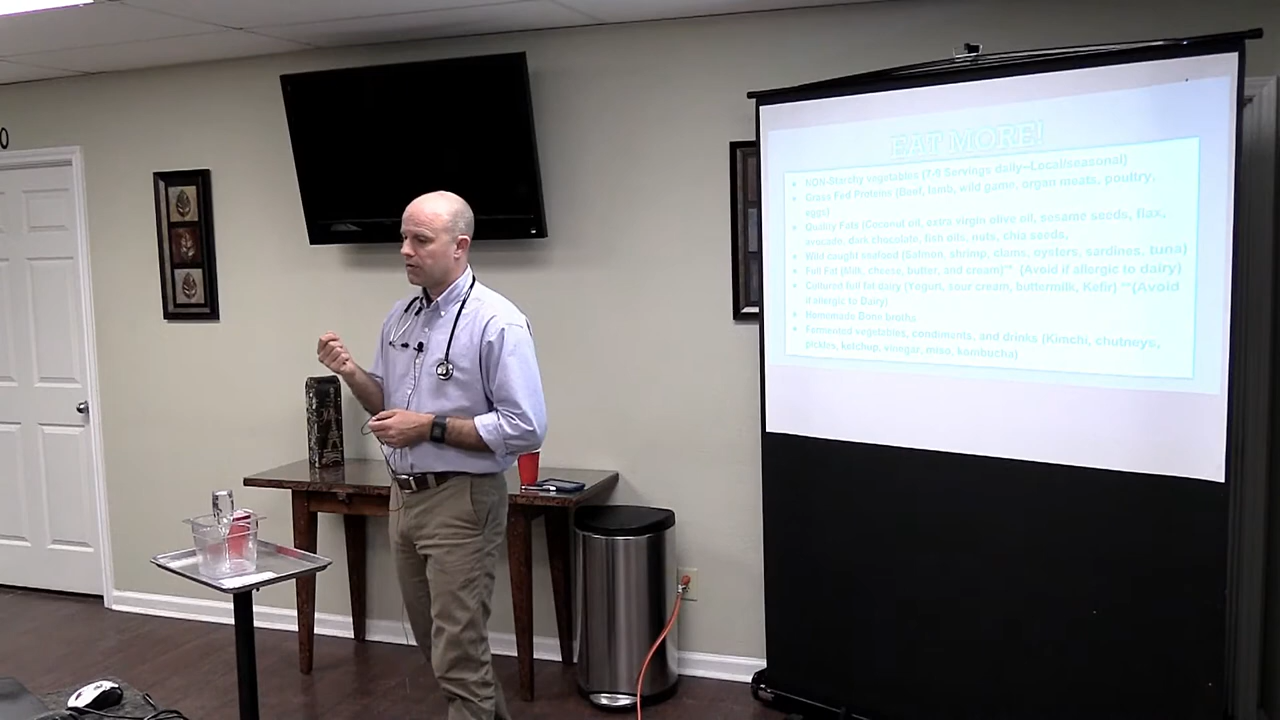 0
EAT MORE!
NON-Starchy vegetables (7-9 Servings daily--Local/seasonal)
Grass Fed Proteins (Beef, lamb, wild game, organ meats, poultry,
eggs)
Quality Fats (Coconut oil, extra virgin olive oil, sesame seeds, flax,
avocado, dark chocolate, fish oils, nuts, chia seeds,
Wild caught seafood (Salmon, shrimp, clams, oysters, sardines, tuna)
Full Fat (Milk, cheese, butter, and cream)** (Avoid if allergic to dairy)
Cultured full fat dairy (Yogurt, sour cream, buttermilk, Kefir) **(Avoid
if allergic to Dairy)
Homemade Bone broths
Fermented vegetables, condiments, and drinks (Kimchi, chutneys,
pickles, ketchup, vinegar, miso, kombucha)